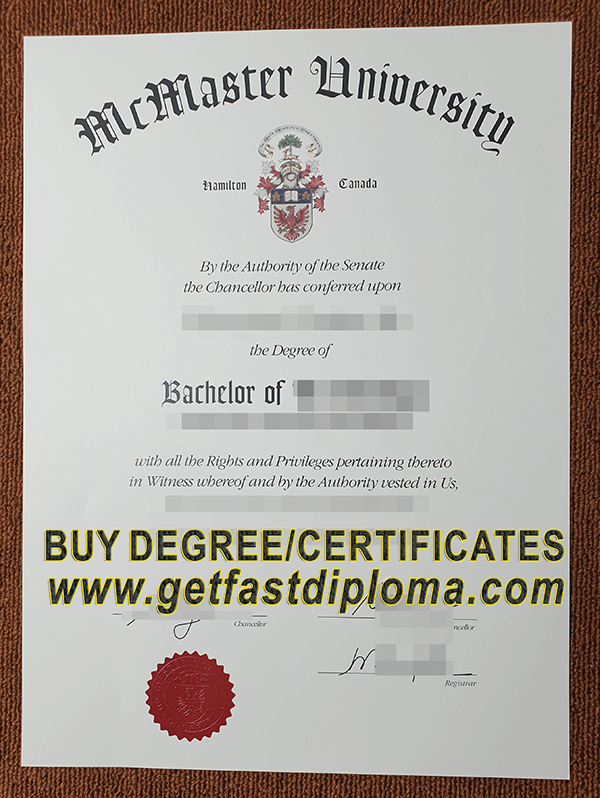 McMaster University
Hamilton Canada
By the Authority of the Senate
the Chancellor has conferred upon
the Degree of
Bachelor of
with all the Rights and Privileges pertaining thereto
in Witness whereof and by the Authority vested in Us,
BUY DEGREE/CERTIFICATES
www.getfastdiploma.com
Chancellor
Registrar